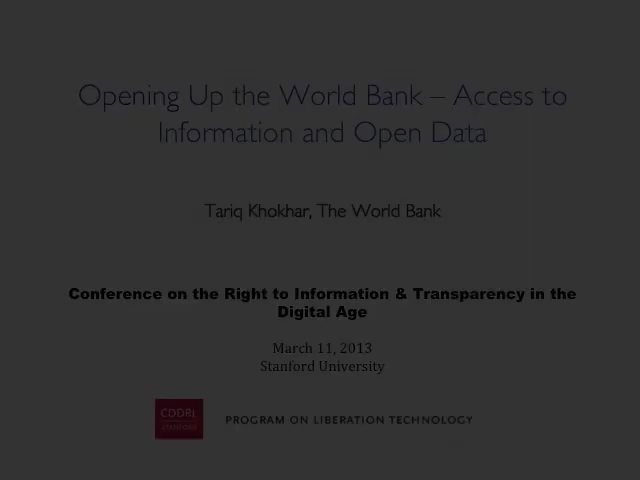 Opening Up the World Bank – Access to
Information and Open Data
Tariq Khokhar, The World Bank
Conference on the Right to Information & Transparency in the
Digital Age
March 11, 2013
Stanford University
CDDRL
STANFORD
PROGRAM ON LIBERATION TECHNOLOGY